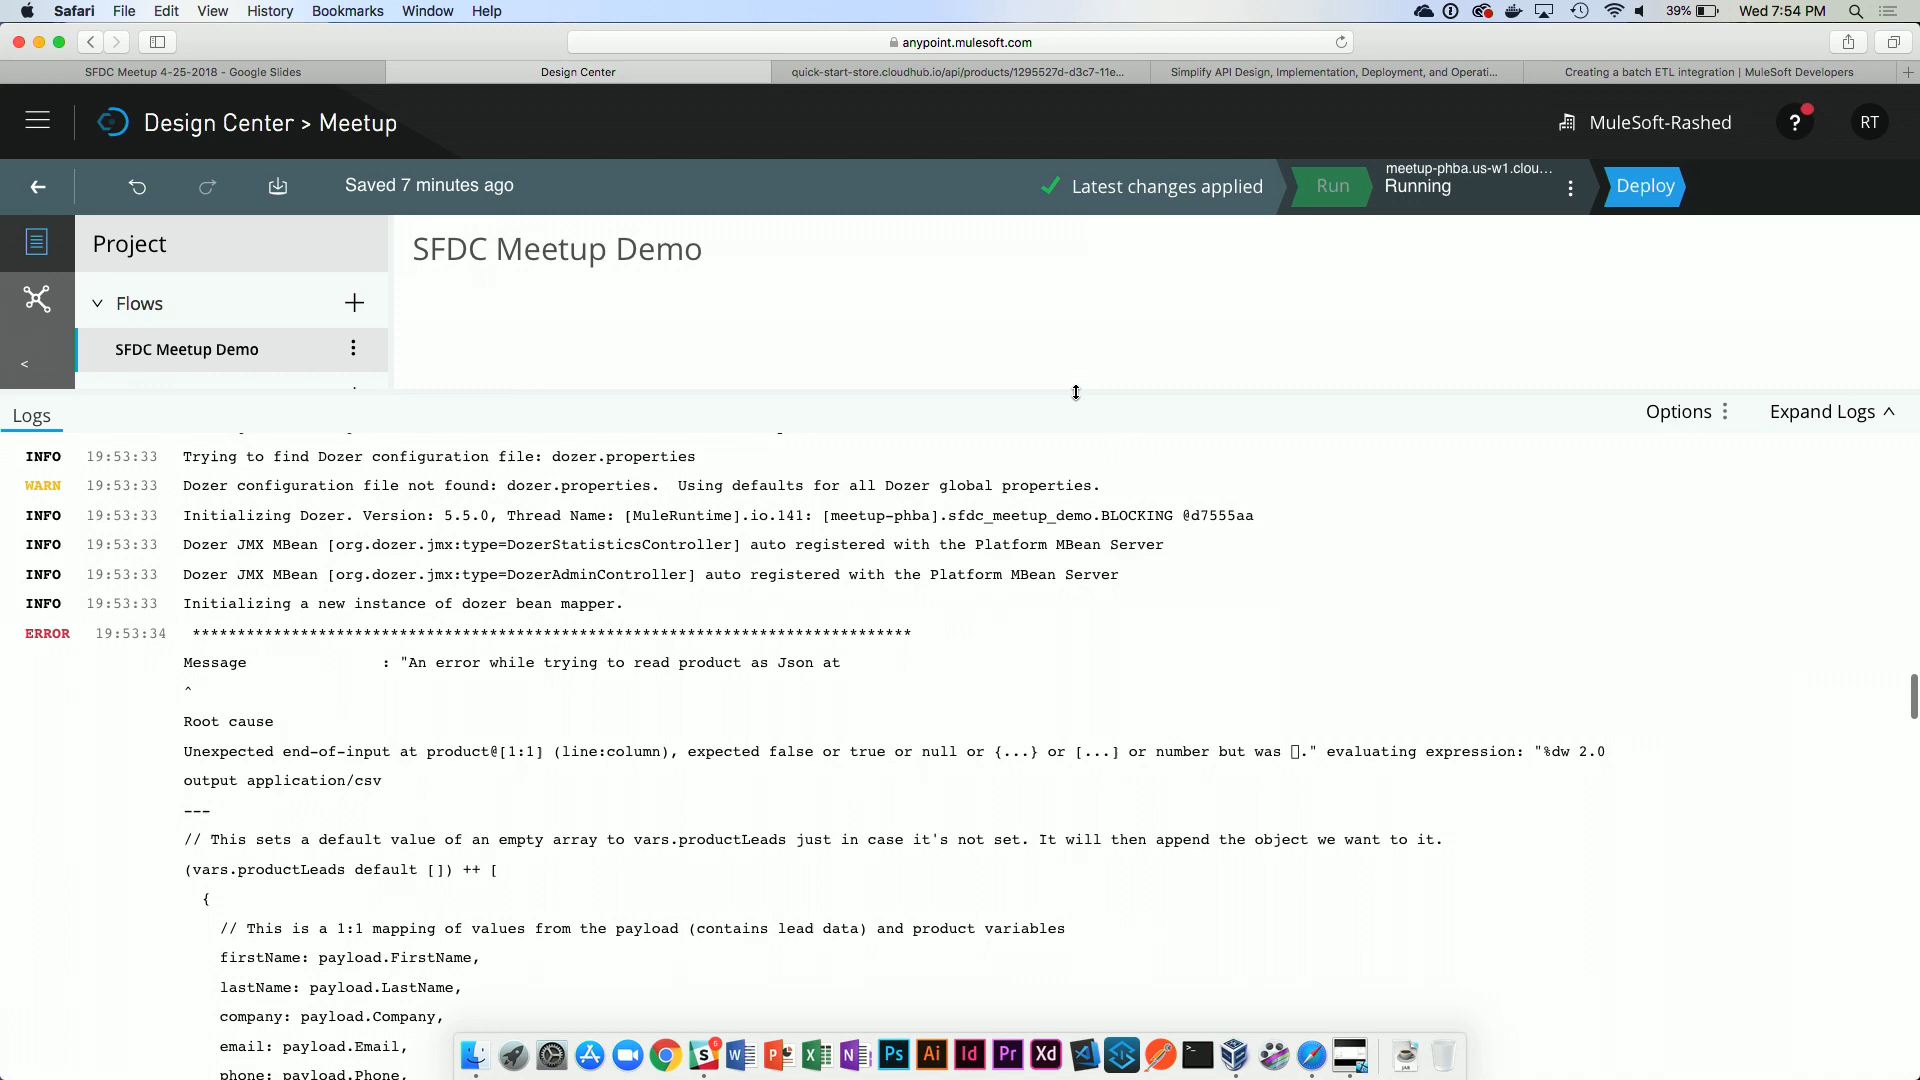 Safari File Edit View History Bookmarks Window Help 39% Wed 7:54 PM
anypoint.mulesoft.com
SFDC Meetup 4-25-2018 - Google Slides
Design Center
quick-start-store.cloudhub.io/api/products/1295527d-d3c7-11e...
Simplify API Design, Implementation, Deployment, and Operati...
Creating a batch ETL integration | MuleSoft Developers
Design Center > Meetup
MuleSoft-Rashed
?
RT
Saved 7 minutes ago
Latest changes applied
Run
meetup-phba.us-w1.clou...
Running
Deploy
Project
SFDC Meetup Demo
Flows
SFDC Meetup Demo
<
Logs
Options
Expand Logs
INFO 19:53:33 Trying to find Dozer configuration file: dozer.properties
WARN 19:53:33 Dozer configuration file not found: dozer.properties. Using defaults for all Dozer global properties.
INFO 19:53:33 Initializing Dozer. Version: 5.5.0, Thread Name: [MuleRuntime].io.141: [meetup-phba].sfdc_meetup_demo.BLOCKING @d7555aa
INFO 19:53:33 Dozer JMX MBean [org.dozer.jmx:type=DozerStatisticsController] auto registered with the Platform MBean Server
INFO 19:53:33 Dozer JMX MBean [org.dozer.jmx:type=DozerAdminController] auto registered with the Platform MBean Server
INFO 19:53:33 Initializing a new instance of dozer bean mapper.
ERROR 19:53:34 ********************************************************************************
Message : "An error while trying to read product as Json at
^
Root cause
Unexpected end-of-input at product@[1:1] (line:column), expected false or true or null or {...} or [...] or number but was ." evaluating expression: "%dw 2.0
output application/csv
---
// This sets a default value of an empty array to vars.productLeads just in case it's not set. It will then append the object we want to it.
(vars.productLeads default []) ++ [
{
// This is a 1:1 mapping of values from the payload (contains lead data) and product variables
firstName: payload.FirstName,
lastName: payload.LastName,
company: payload.Company,
email: payload.Email,
phone: payload.Phone,
6
Ps Ai Id Pr Xd
JAR